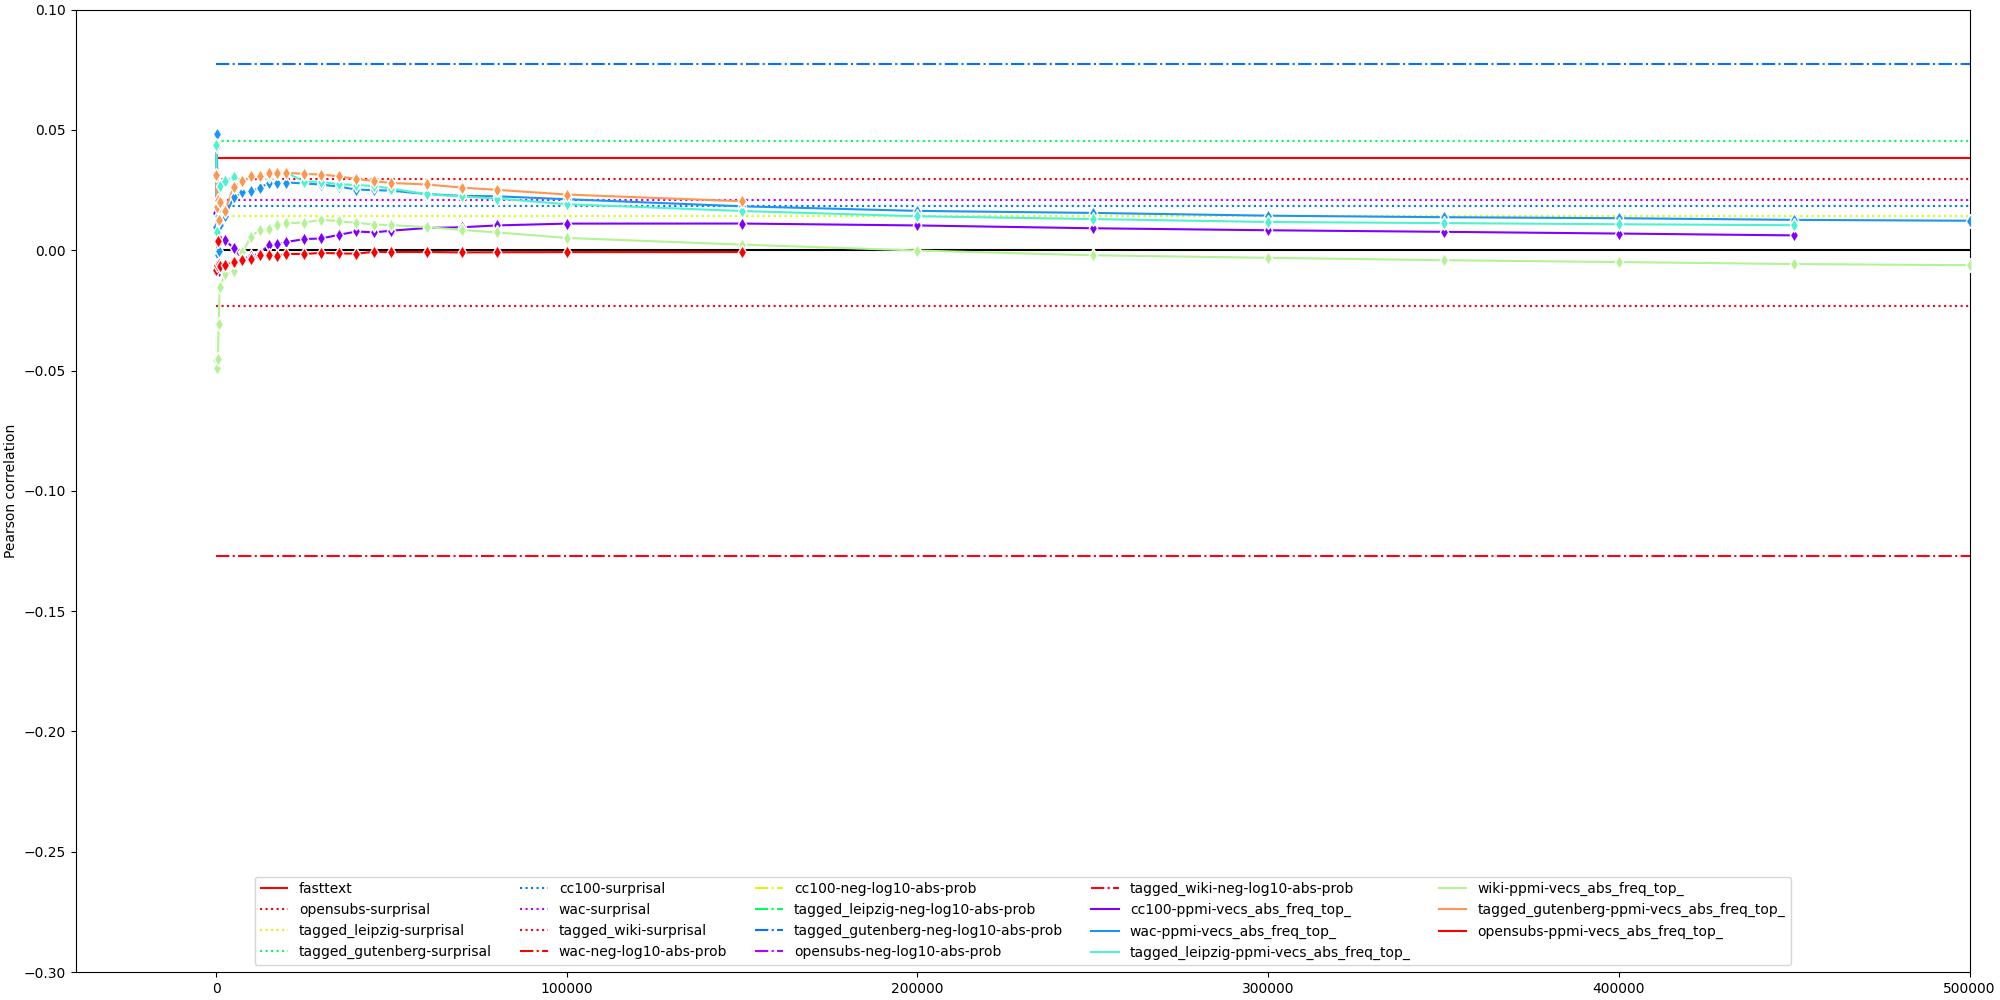 0.10
0.05
0.00
−0.05
−0.10
−0.15
−0.20
−0.25
−0.30
Pearson correlation
0
100000
200000
300000
400000
500000
fasttext
opensubs-surprisal
tagged_leipzig-surprisal
tagged_gutenberg-surprisal
cc100-surprisal
wac-surprisal
tagged_wiki-surprisal
wac-neg-log10-abs-prob
cc100-neg-log10-abs-prob
tagged_leipzig-neg-log10-abs-prob
tagged_gutenberg-neg-log10-abs-prob
opensubs-neg-log10-abs-prob
tagged_wiki-neg-log10-abs-prob
cc100-ppmi-vecs_abs_freq_top_
wac-ppmi-vecs_abs_freq_top_
tagged_leipzig-ppmi-vecs_abs_freq_top_
wiki-ppmi-vecs_abs_freq_top_
tagged_gutenberg-ppmi-vecs_abs_freq_top_
opensubs-ppmi-vecs_abs_freq_top_